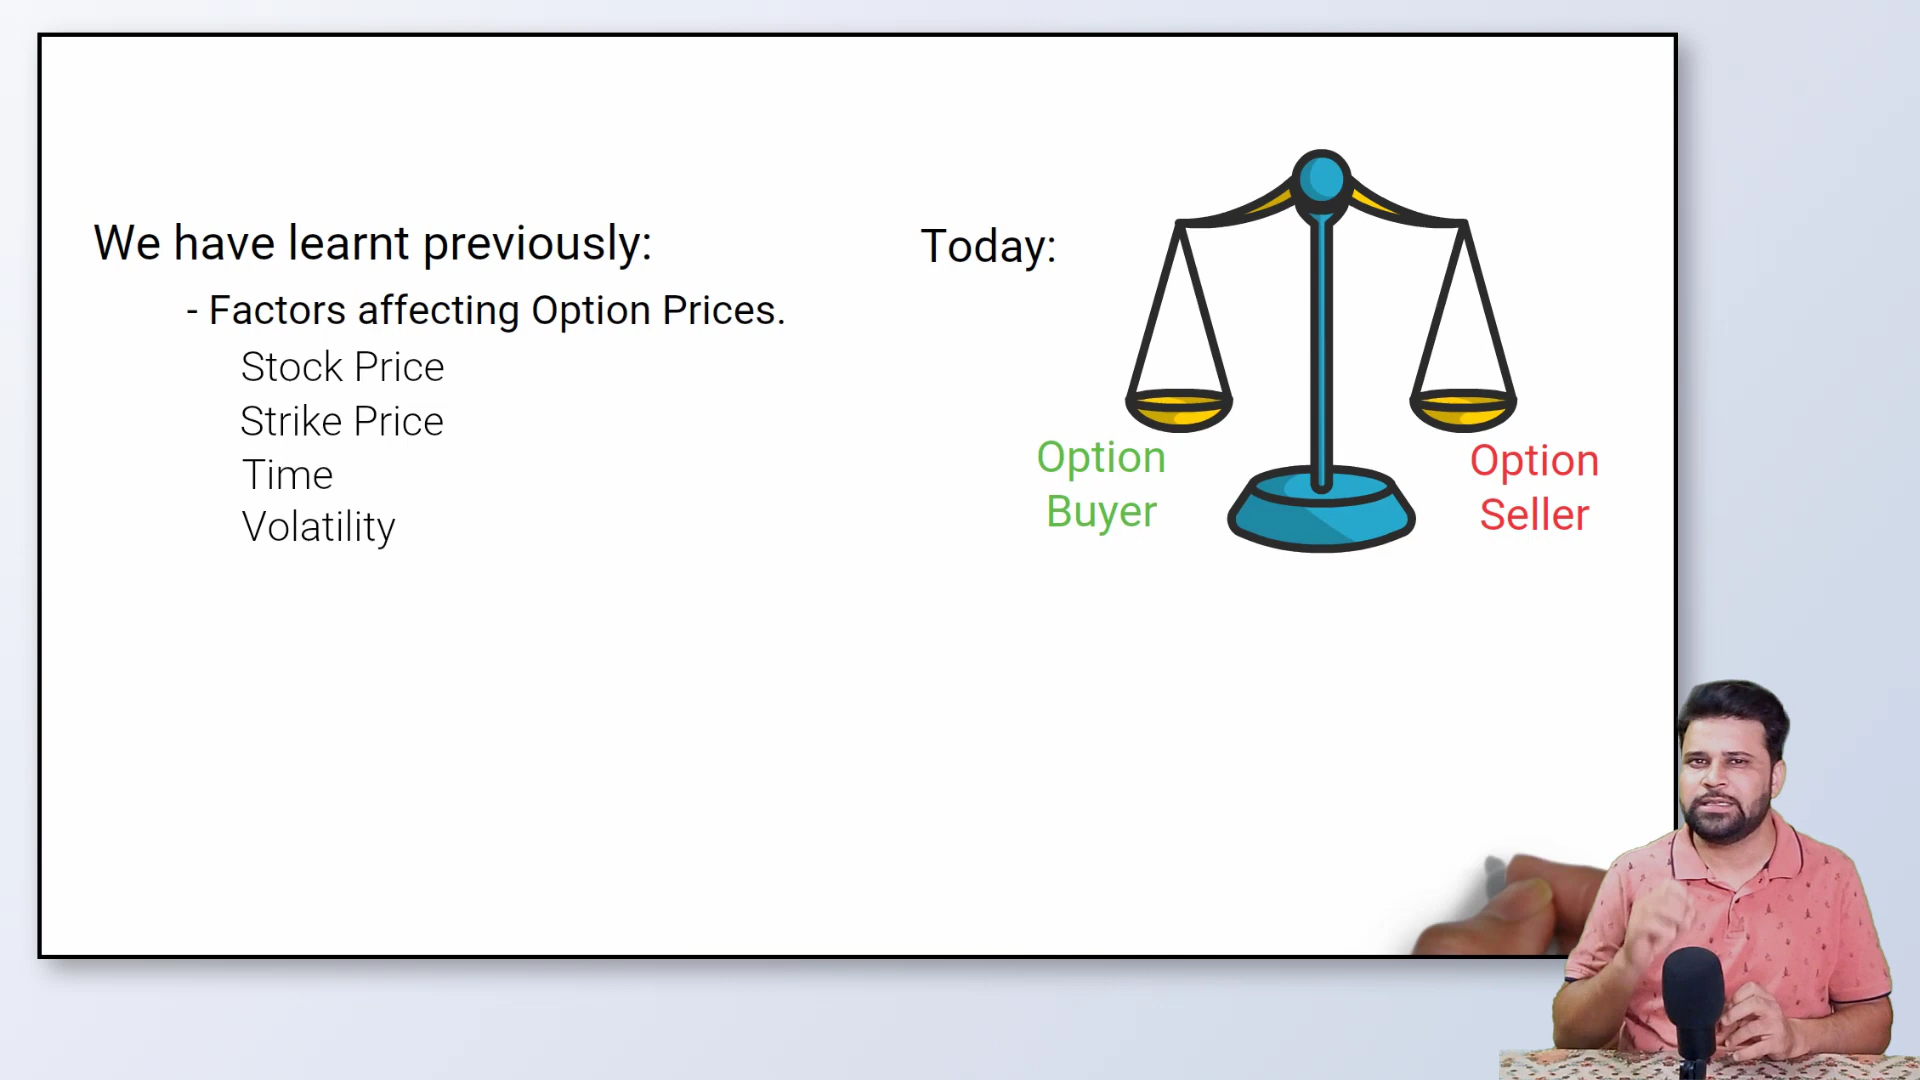 We have learnt previously:
- Factors affecting Option Prices.
Stock Price
Strike Price
Time
Volatility
Today:
Option
Buyer
Option
Seller